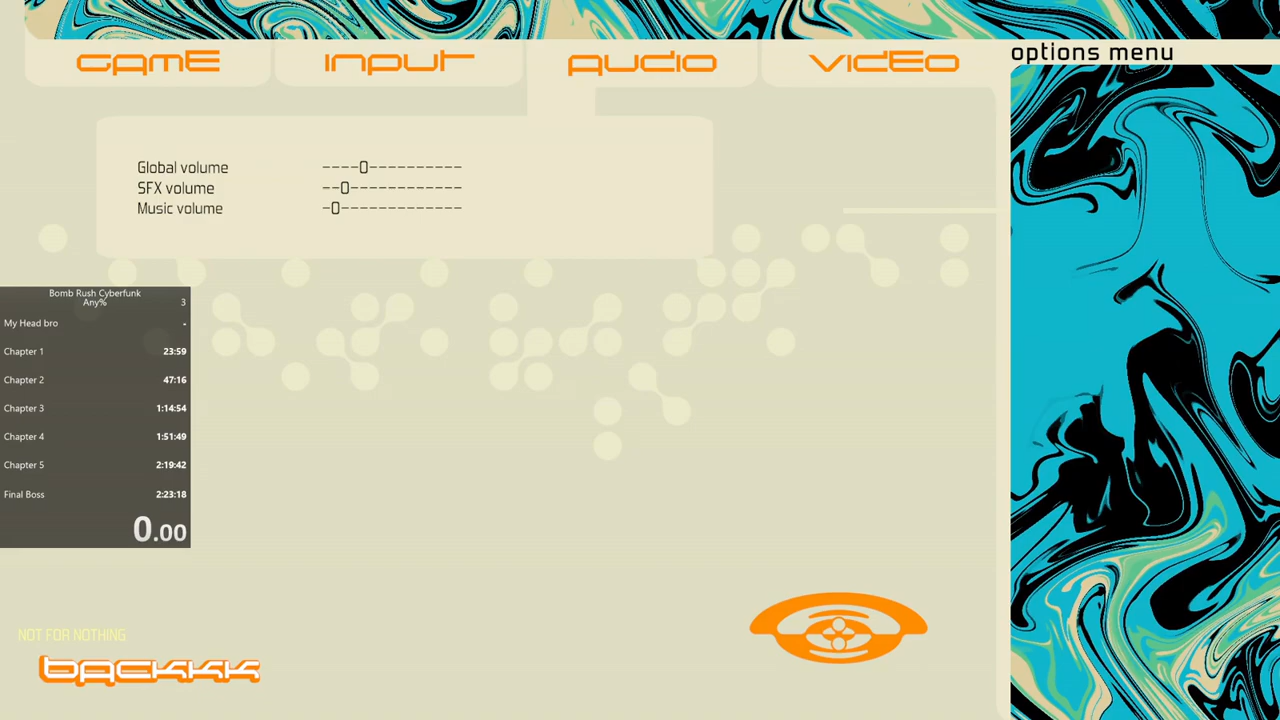 gamE
input
audio
vidEo
options menu
Global volume ----0----------
SFX volume --0------------
Music volume -0-------------
Bomb Rush Cyberfunk
Any% 3
My Head bro -
Chapter 1 23:59
Chapter 2 47:16
Chapter 3 1:14:54
Chapter 4 1:51:49
Chapter 5 2:19:42
Final Boss 2:23:18
0.00
NOT FOR NOTHING
backkk